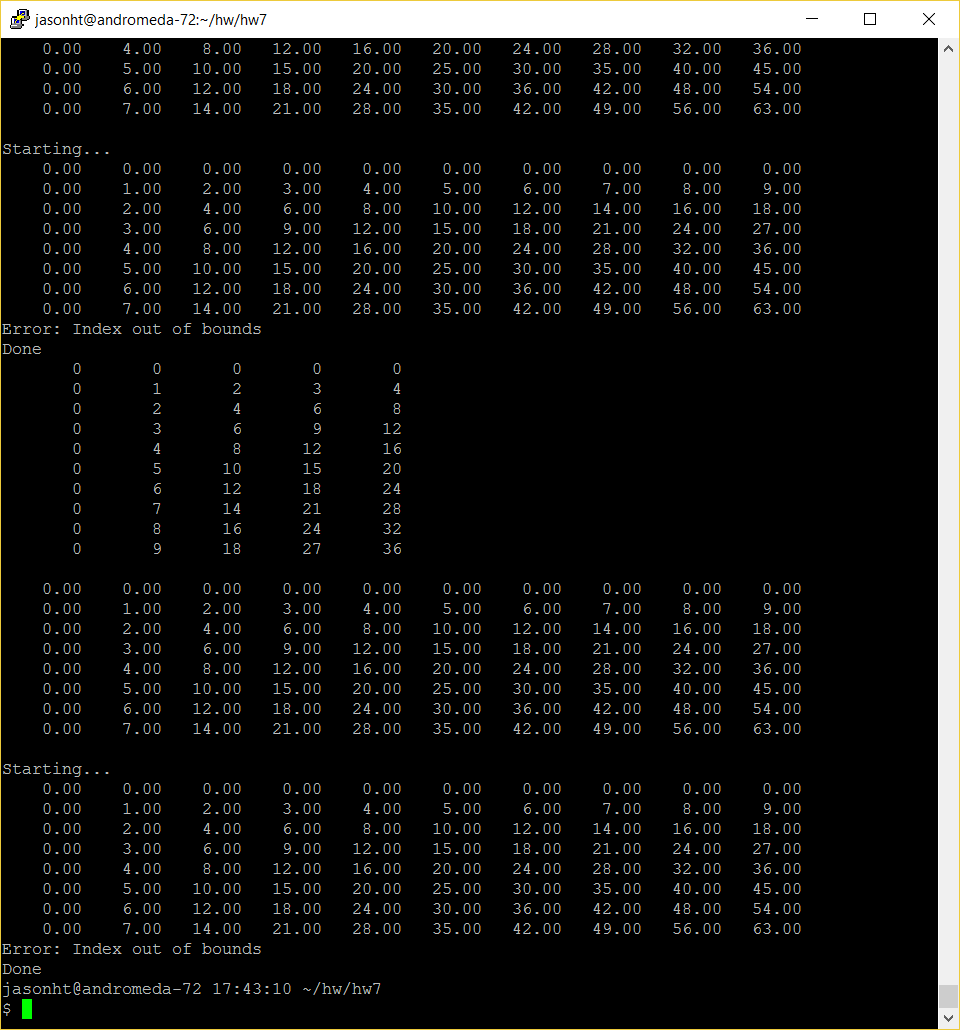 jasonht@andromeda-72:~/hw/hw7
0.00 4.00 8.00 12.00 16.00 20.00 24.00 28.00 32.00 36.00
0.00 5.00 10.00 15.00 20.00 25.00 30.00 35.00 40.00 45.00
0.00 6.00 12.00 18.00 24.00 30.00 36.00 42.00 48.00 54.00
0.00 7.00 14.00 21.00 28.00 35.00 42.00 49.00 56.00 63.00
Starting...
0.00 0.00 0.00 0.00 0.00 0.00 0.00 0.00 0.00 0.00
0.00 1.00 2.00 3.00 4.00 5.00 6.00 7.00 8.00 9.00
0.00 2.00 4.00 6.00 8.00 10.00 12.00 14.00 16.00 18.00
0.00 3.00 6.00 9.00 12.00 15.00 18.00 21.00 24.00 27.00
0.00 4.00 8.00 12.00 16.00 20.00 24.00 28.00 32.00 36.00
0.00 5.00 10.00 15.00 20.00 25.00 30.00 35.00 40.00 45.00
0.00 6.00 12.00 18.00 24.00 30.00 36.00 42.00 48.00 54.00
0.00 7.00 14.00 21.00 28.00 35.00 42.00 49.00 56.00 63.00
Error: Index out of bounds
Done
0 0 0 0 0
0 1 2 3 4
0 2 4 6 8
0 3 6 9 12
0 4 8 12 16
0 5 10 15 20
0 6 12 18 24
0 7 14 21 28
0 8 16 24 32
0 9 18 27 36
0.00 0.00 0.00 0.00 0.00 0.00 0.00 0.00 0.00 0.00
0.00 1.00 2.00 3.00 4.00 5.00 6.00 7.00 8.00 9.00
0.00 2.00 4.00 6.00 8.00 10.00 12.00 14.00 16.00 18.00
0.00 3.00 6.00 9.00 12.00 15.00 18.00 21.00 24.00 27.00
0.00 4.00 8.00 12.00 16.00 20.00 24.00 28.00 32.00 36.00
0.00 5.00 10.00 15.00 20.00 25.00 30.00 35.00 40.00 45.00
0.00 6.00 12.00 18.00 24.00 30.00 36.00 42.00 48.00 54.00
0.00 7.00 14.00 21.00 28.00 35.00 42.00 49.00 56.00 63.00
Starting...
0.00 0.00 0.00 0.00 0.00 0.00 0.00 0.00 0.00 0.00
0.00 1.00 2.00 3.00 4.00 5.00 6.00 7.00 8.00 9.00
0.00 2.00 4.00 6.00 8.00 10.00 12.00 14.00 16.00 18.00
0.00 3.00 6.00 9.00 12.00 15.00 18.00 21.00 24.00 27.00
0.00 4.00 8.00 12.00 16.00 20.00 24.00 28.00 32.00 36.00
0.00 5.00 10.00 15.00 20.00 25.00 30.00 35.00 40.00 45.00
0.00 6.00 12.00 18.00 24.00 30.00 36.00 42.00 48.00 54.00
0.00 7.00 14.00 21.00 28.00 35.00 42.00 49.00 56.00 63.00
Error: Index out of bounds
Done
jasonht@andromeda-72 17:43:10 ~/hw/hw7
$